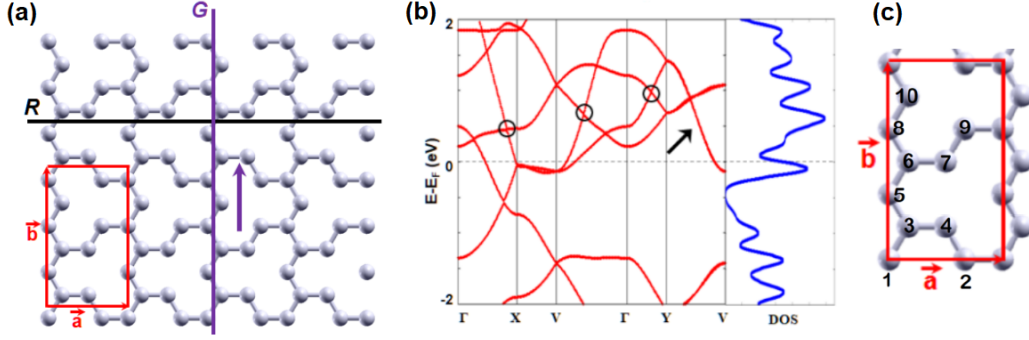 (a)
G
R
b
a
(b)
2
0
-2
E-E_F (eV)
Γ X V Γ Y V
DOS
(c)
10
8 9
b
6 7
5
3 4
a
1 2